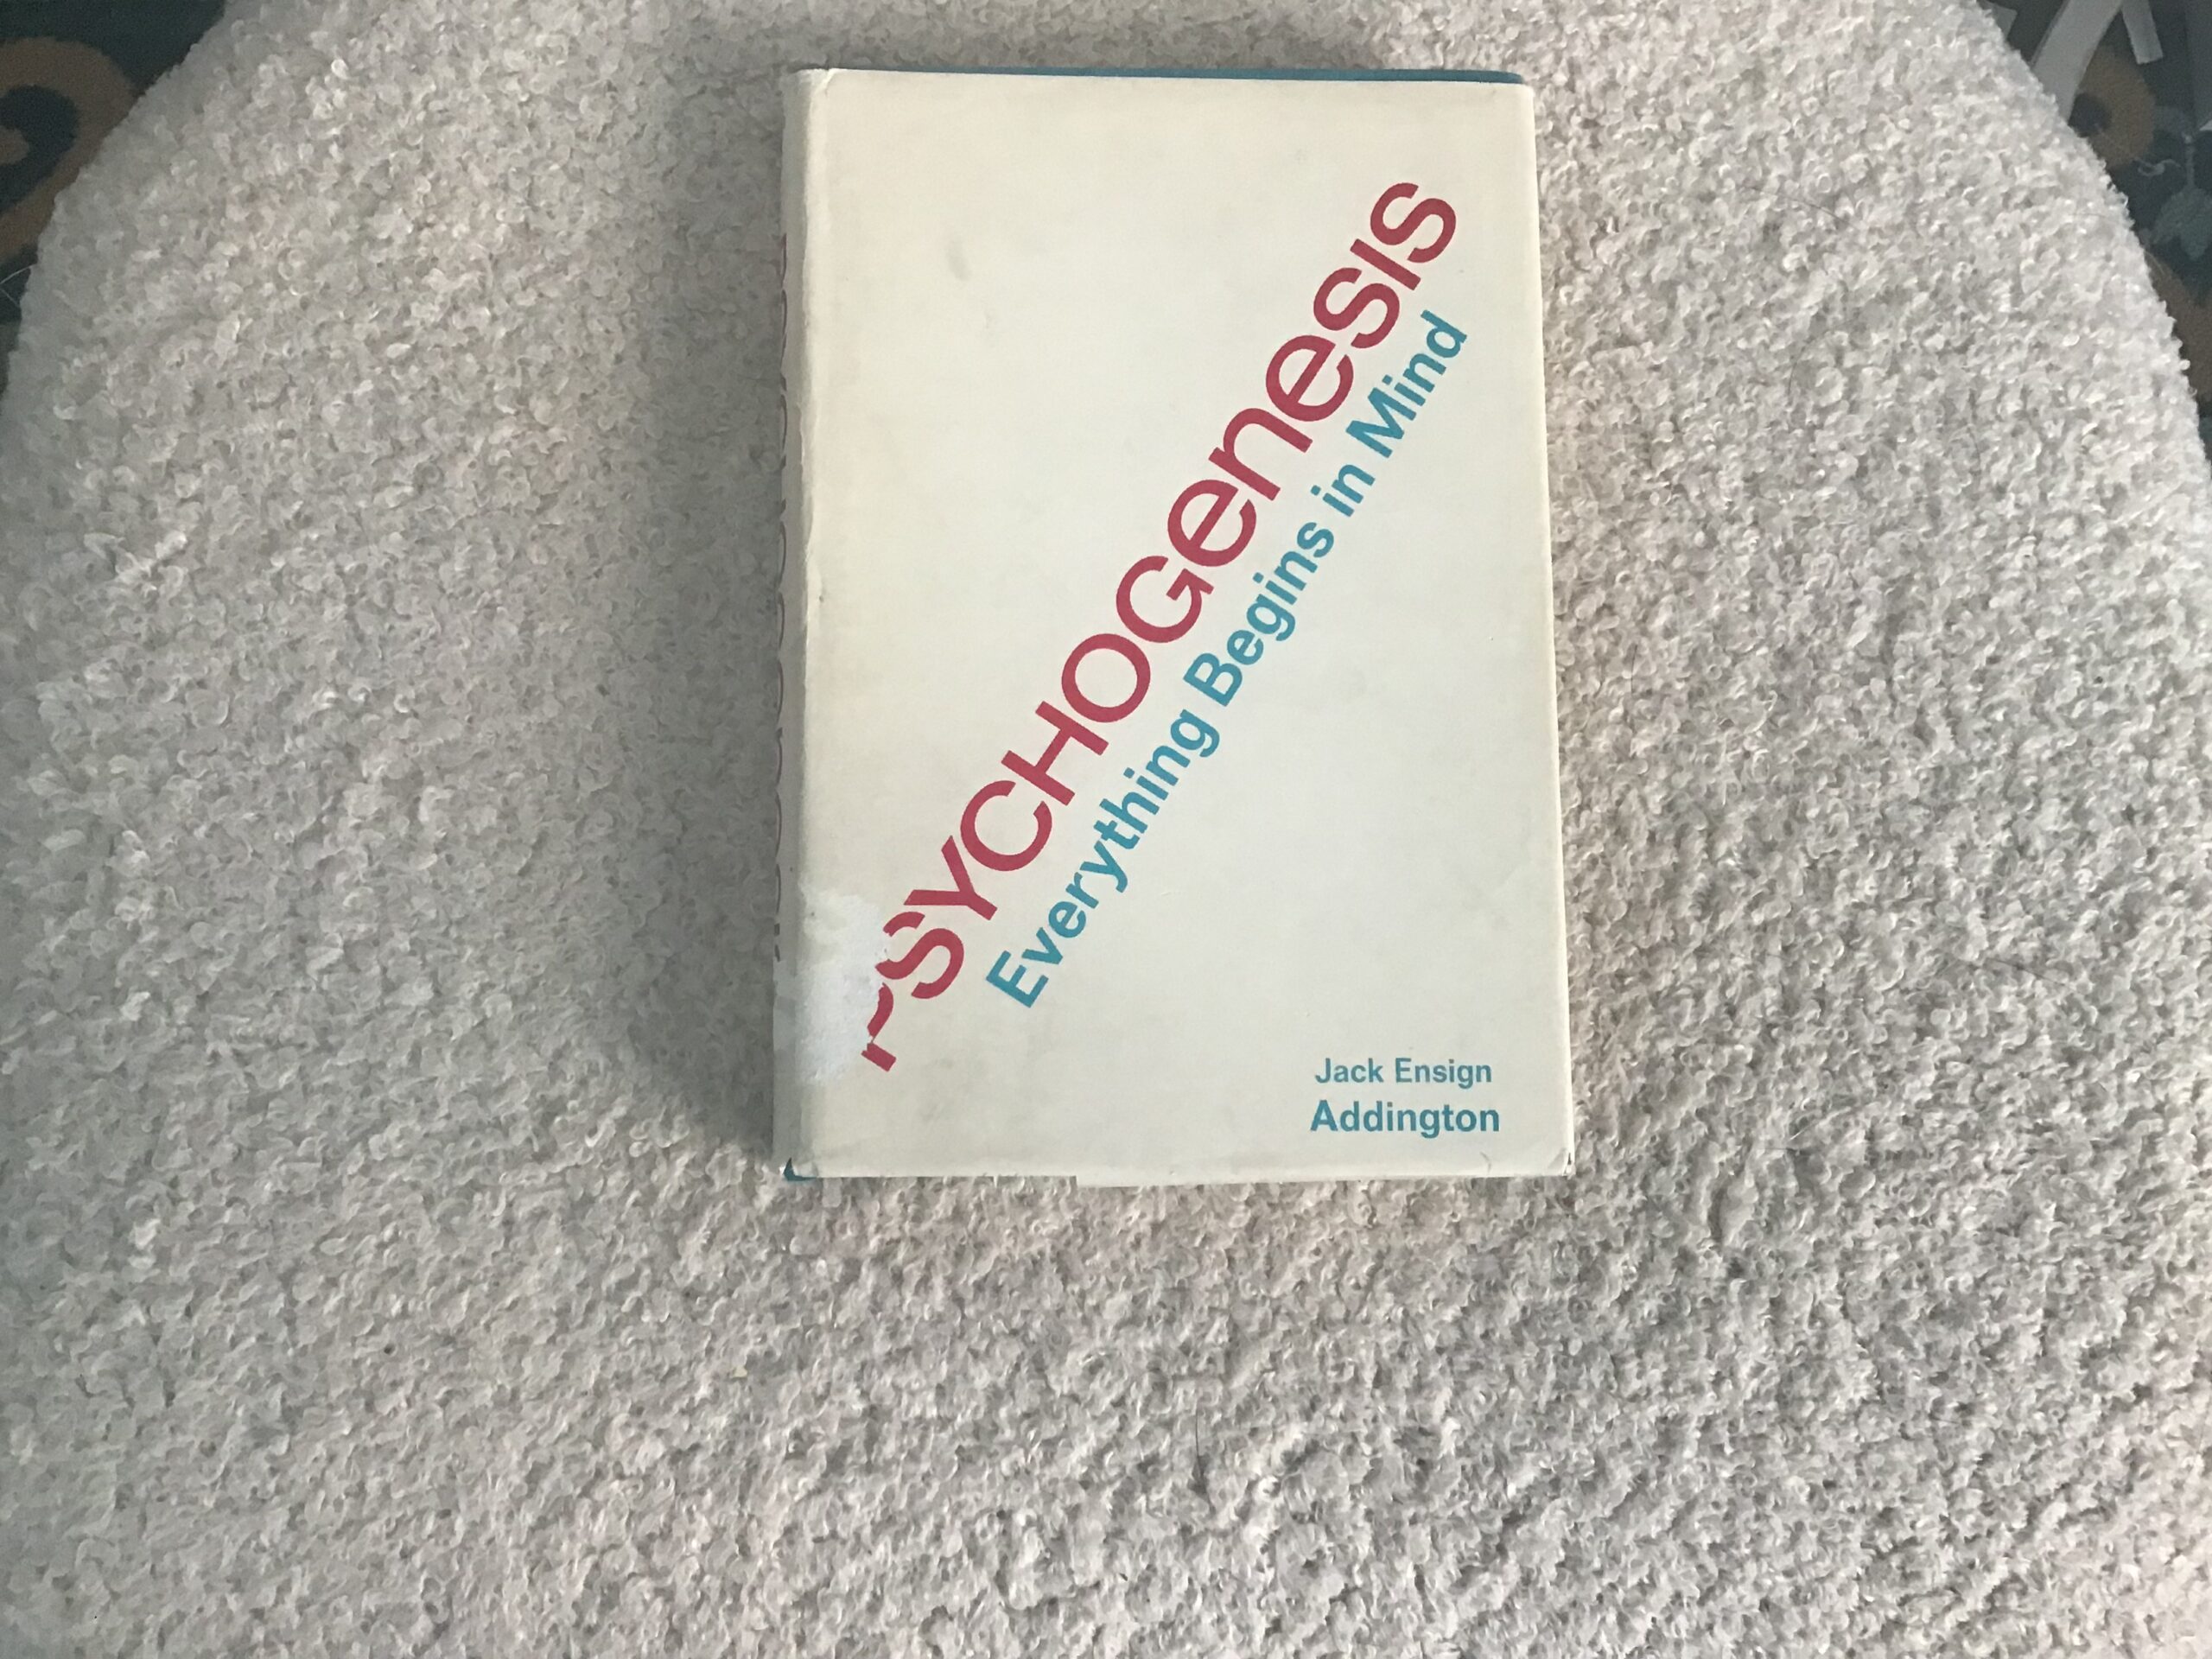 PSYCHOGenesis
Everything Begins in Mind
Jack Ensign
Addington